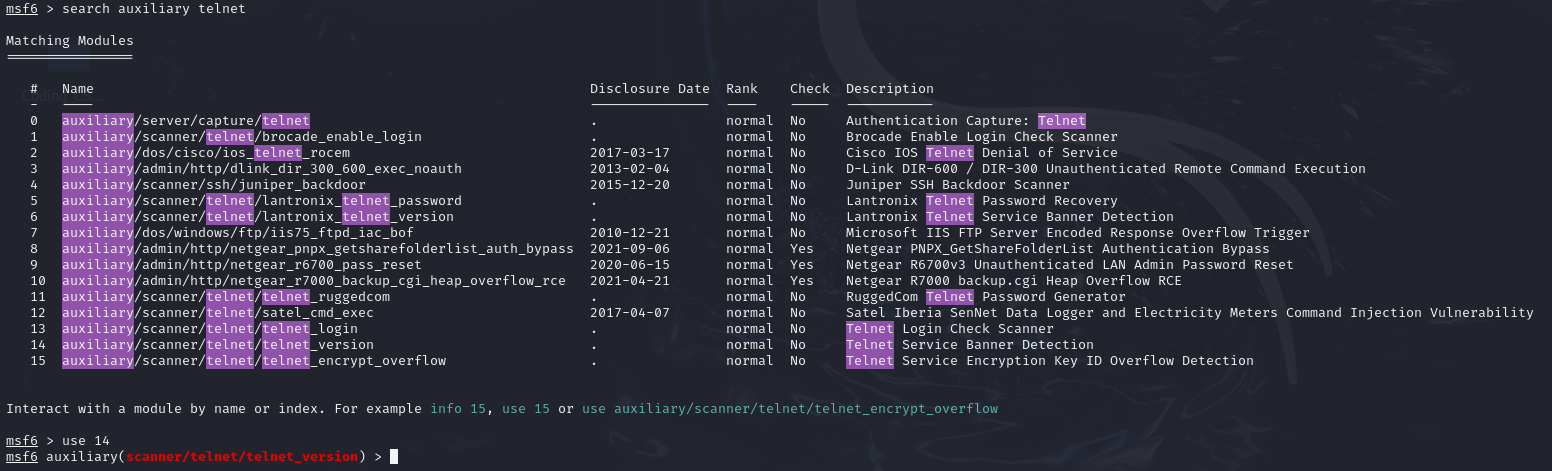 msf6 > search auxiliary telnet
Matching Modules
================
# Name Disclosure Date Rank Check Description
- ---- --------------- ---- ----- -----------
0 auxiliary/server/capture/telnet . normal No Authentication Capture: Telnet
1 auxiliary/scanner/telnet/brocade_enable_login . normal No Brocade Enable Login Check Scanner
2 auxiliary/dos/cisco/ios_telnet_rocem 2017-03-17 normal No Cisco IOS Telnet Denial of Service
3 auxiliary/admin/http/dlink_dir_300_600_exec_noauth 2013-02-04 normal No D-Link DIR-600 / DIR-300 Unauthenticated Remote Command Execution
4 auxiliary/scanner/ssh/juniper_backdoor 2015-12-20 normal No Juniper SSH Backdoor Scanner
5 auxiliary/scanner/telnet/lantronix_telnet_password . normal No Lantronix Telnet Password Recovery
6 auxiliary/scanner/telnet/lantronix_telnet_version . normal No Lantronix Telnet Service Banner Detection
7 auxiliary/dos/windows/ftp/iis75_ftpd_iac_bof 2010-12-21 normal No Microsoft IIS FTP Server Encoded Response Overflow Trigger
8 auxiliary/admin/http/netgear_pnpx_getsharefolderlist_auth_bypass 2021-09-06 normal Yes Netgear PNPX_GetShareFolderList Authentication Bypass
9 auxiliary/admin/http/netgear_r6700_pass_reset 2020-06-15 normal Yes Netgear R6700v3 Unauthenticated LAN Admin Password Reset
10 auxiliary/admin/http/netgear_r7000_backup_cgi_heap_overflow_rce 2021-04-21 normal Yes Netgear R7000 backup.cgi Heap Overflow RCE
11 auxiliary/scanner/telnet/telnet_ruggedcom . normal No RuggedCom Telnet Password Generator
12 auxiliary/scanner/telnet/satel_cmd_exec 2017-04-07 normal No Satel Iberia SenNet Data Logger and Electricity Meters Command Injection Vulnerability
13 auxiliary/scanner/telnet/telnet_login . normal No Telnet Login Check Scanner
14 auxiliary/scanner/telnet/telnet_version . normal No Telnet Service Banner Detection
15 auxiliary/scanner/telnet/telnet_encrypt_overflow . normal No Telnet Service Encryption Key ID Overflow Detection
Interact with a module by name or index. For example info 15, use 15 or use auxiliary/scanner/telnet/telnet_encrypt_overflow
msf6 > use 14
msf6 auxiliary(scanner/telnet/telnet_version) >